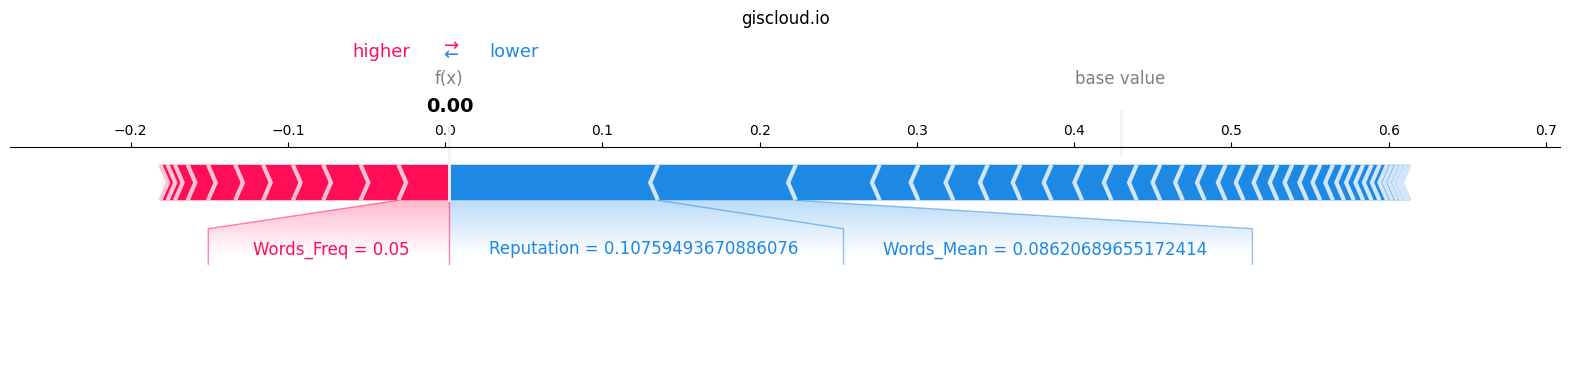 giscloud.io
higher ⇄ lower
f(x) base value
0.00
−0.2 −0.1 0.0 0.1 0.2 0.3 0.4 0.5 0.6 0.7
Words_Freq = 0.05 Reputation = 0.10759493670886076 Words_Mean = 0.08620689655172414